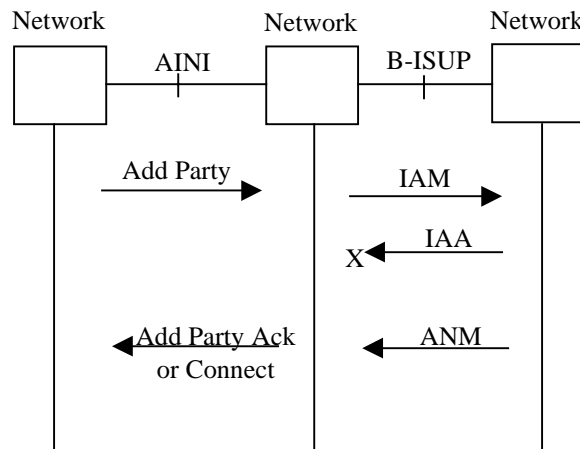 Network
Network
Network
AINI
B-ISUP
Add Party
IAM
X
IAA
Add Party Ack
or Connect
ANM